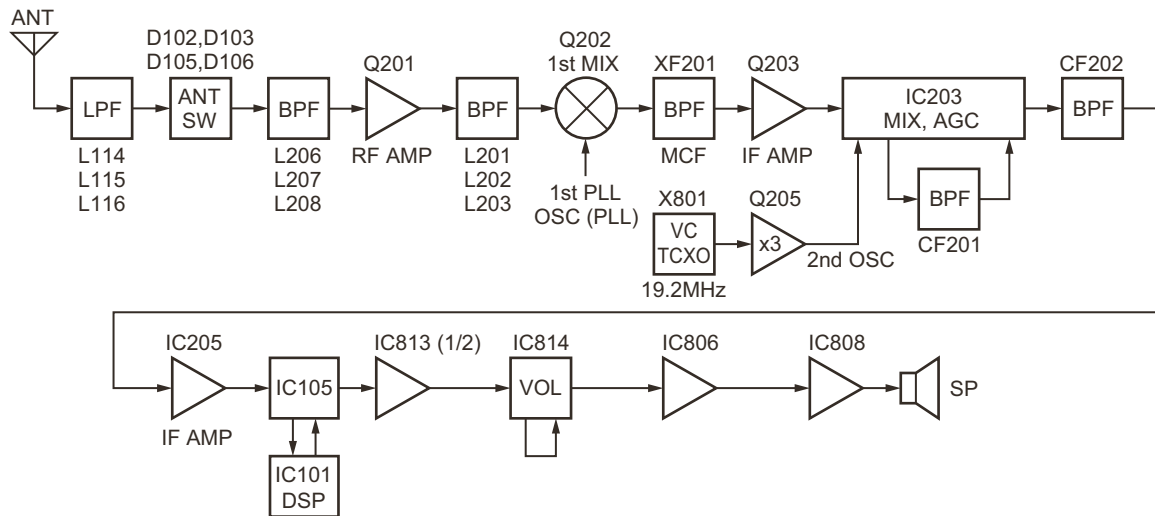 ANT
LPF
L114
L115
L116
D102,D103
D105,D106
ANT
SW
BPF
L206
L207
L208
Q201
RF AMP
BPF
L201
L202
L203
Q202
1st MIX
1st PLL
OSC (PLL)
XF201
BPF
MCF
Q203
IF AMP
IC203
MIX, AGC
BPF
CF201
CF202
BPF
X801
VC
TCXO
19.2MHz
Q205
x3
2nd OSC
IC205
IF AMP
IC105
IC101
DSP
IC813 (1/2)
IC814
VOL
IC806
IC808
SP